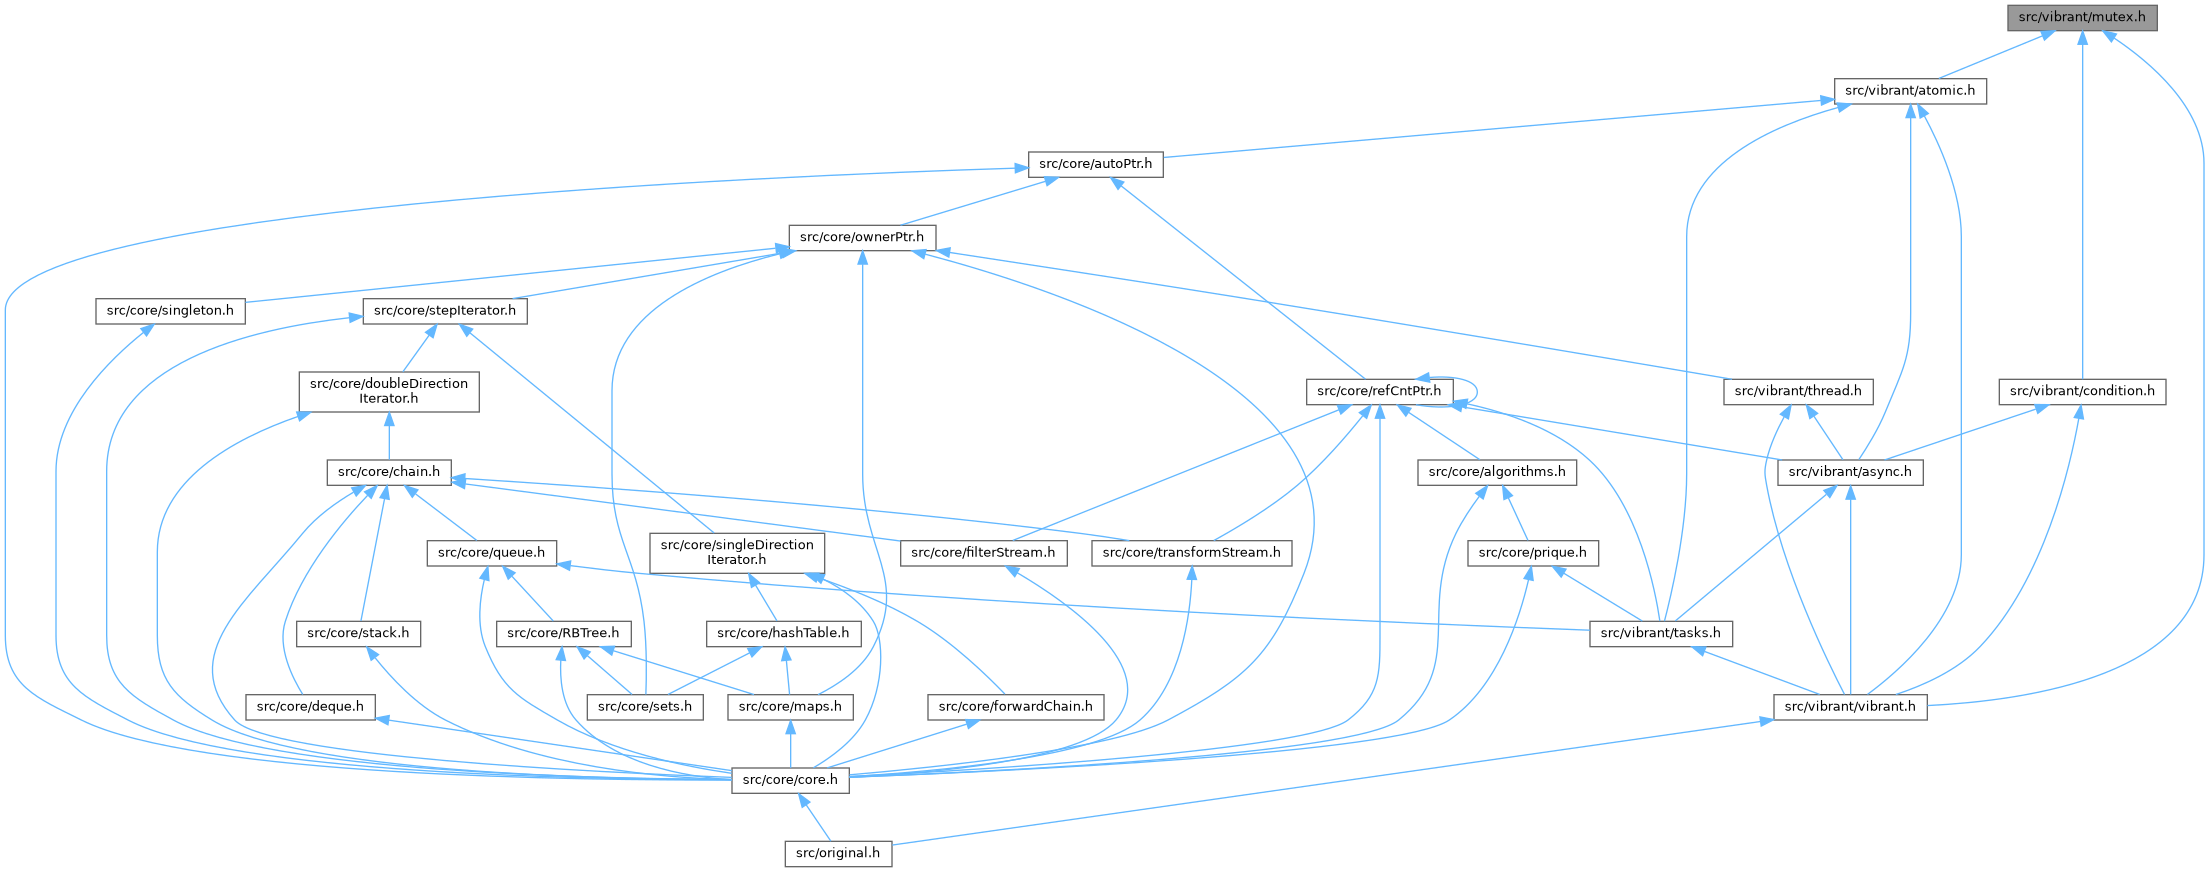 src/vibrant/mutex.h
src/vibrant/atomic.h
src/core/autoPtr.h
src/core/ownerPtr.h
src/core/singleton.h
src/core/stepIterator.h
src/core/doubleDirection
Iterator.h
src/core/refCntPtr.h
src/vibrant/thread.h
src/vibrant/condition.h
src/core/chain.h
src/core/algorithms.h
src/vibrant/async.h
src/core/queue.h
src/core/singleDirection
Iterator.h
src/core/filterStream.h
src/core/transformStream.h
src/core/prique.h
src/core/stack.h
src/core/RBTree.h
src/core/hashTable.h
src/vibrant/tasks.h
src/core/deque.h
src/core/sets.h
src/core/maps.h
src/core/forwardChain.h
src/vibrant/vibrant.h
src/core/core.h
src/original.h